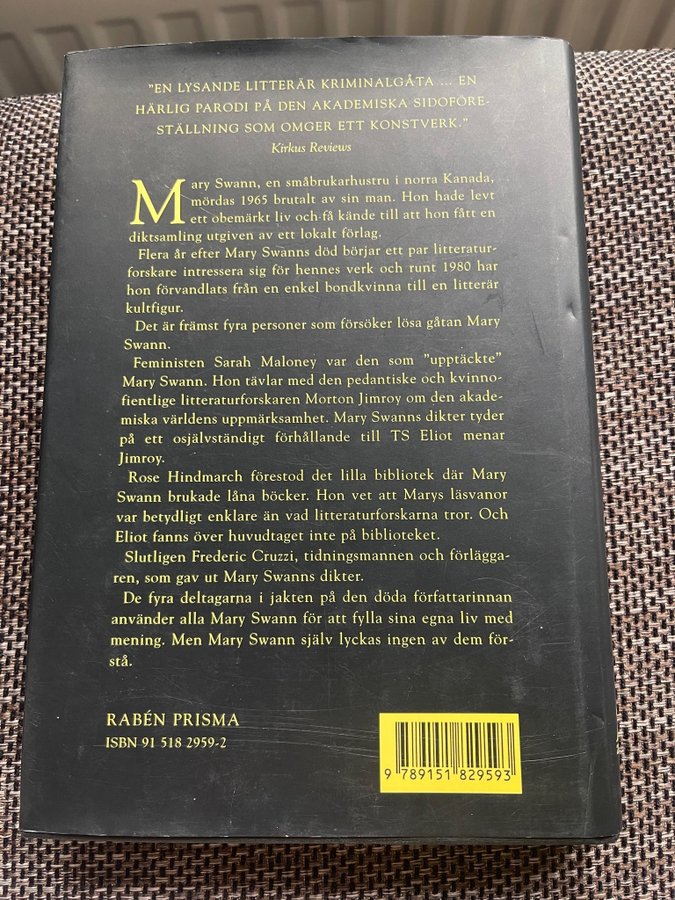 "EN LYSANDE LITTERÄR KRIMINALGÅTA ... EN
HÄRLIG PARODI PÅ DEN AKADEMISKA SIDOFÖRE-
STÄLLNING SOM OMGER ETT KONSTVERK."
Kirkus Reviews
Mary Swann, en småbrukarhustru i norra Kanada,
mördas 1965 brutalt av sin man. Hon hade levt
ett obemärkt liv och få kände till att hon fått en
diktsamling utgiven av ett lokalt förlag.
Flera år efter Mary Swanns död börjar ett par litteratur-
forskare intressera sig för hennes verk och runt 1980 har
hon förvandlats från en enkel bondkvinna till en litterär
kultfigur.
Det är främst fyra personer som försöker lösa gåtan Mary
Swann.
Feministen Sarah Maloney var den som "upptäckte"
Mary Swann. Hon tävlar med den pedantiske och kvinno-
fientlige litteraturforskaren Morton Jimroy om den akade-
miska världens uppmärksamhet. Mary Swanns dikter tyder
på ett osjälvständigt förhållande till TS Eliot menar
Jimroy.
Rose Hindmarch förestod det lilla bibliotek där Mary
Swann brukade låna böcker. Hon vet att Marys läsvanor
var betydligt enklare än vad litteraturforskarna tror. Och
Eliot fanns över huvudtaget inte på biblioteket.
Slutligen Frederic Cruzzi, tidningsmannen och förlägga-
ren, som gav ut Mary Swanns dikter.
De fyra deltagarna i jakten på den döda författarinnan
använder alla Mary Swann för att fylla sina egna liv med
mening. Men Mary Swann själv lyckas ingen av dem för-
stå.
RABÉN PRISMA
ISBN 91 518 2959-2
9 789151 829593